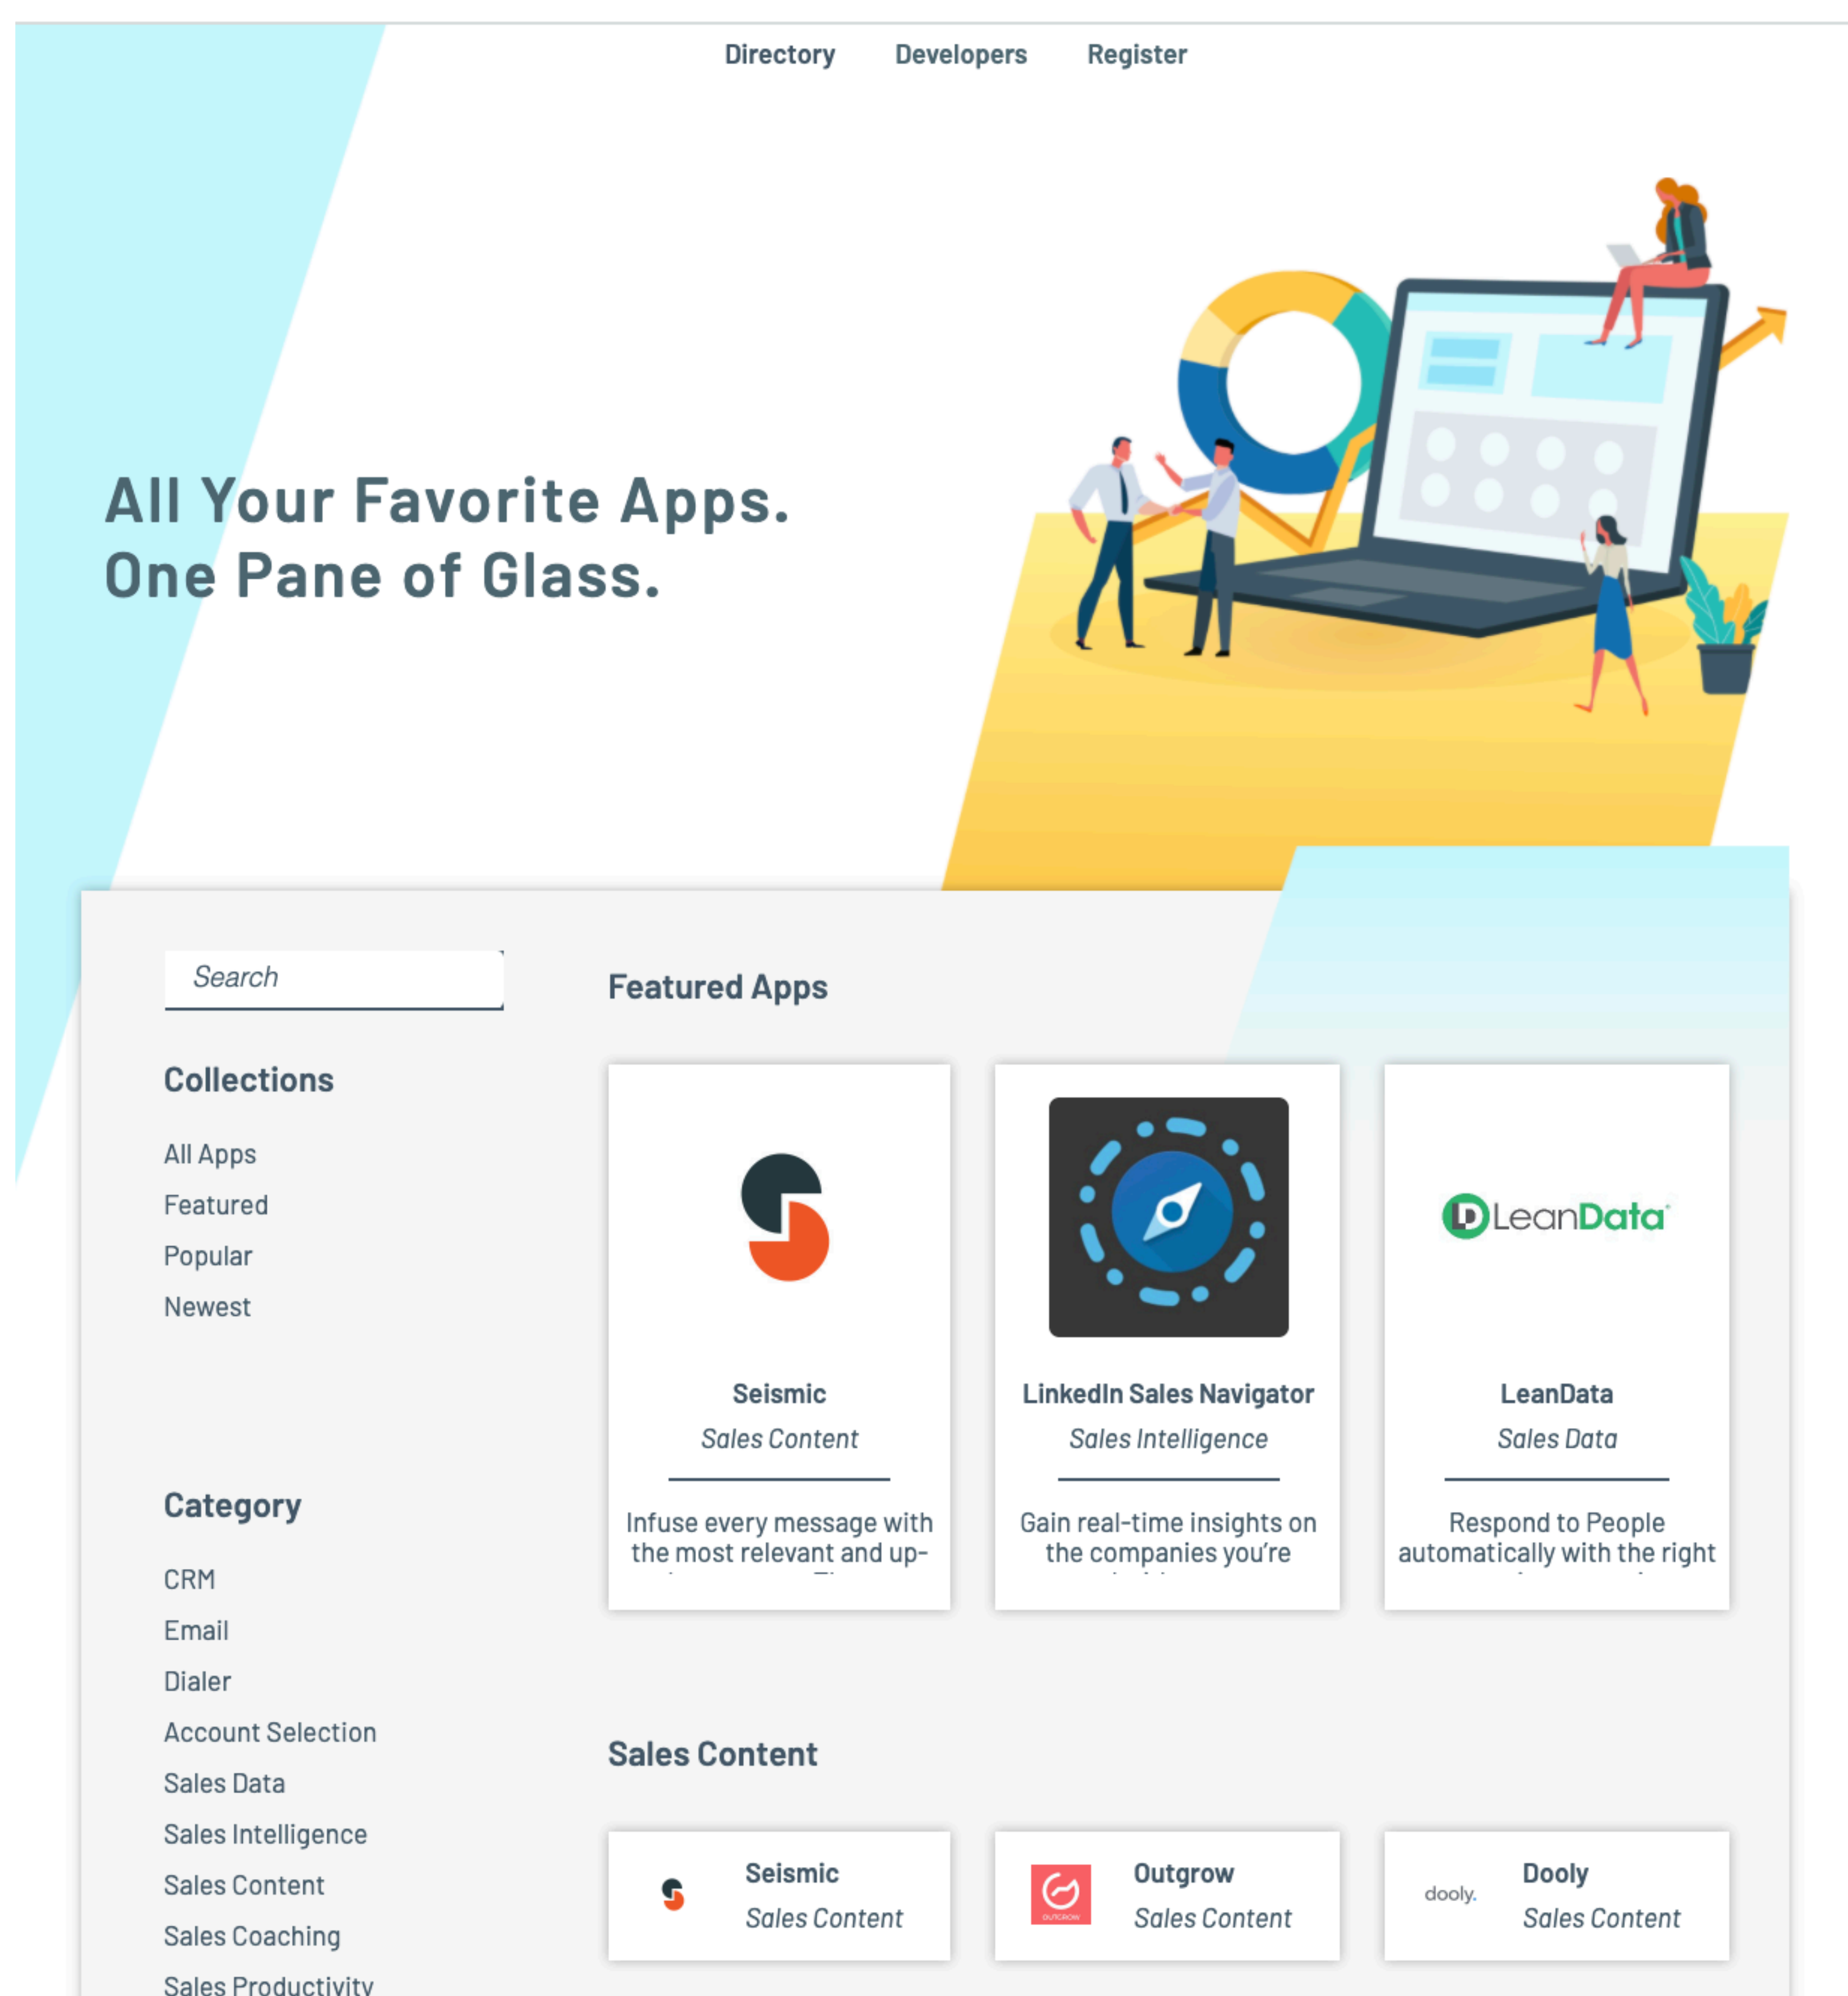 Directory Developers Register
All Your Favorite Apps.
One Pane of Glass.
Search
Collections
All Apps
Featured
Popular
Newest
Category
CRM
Email
Dialer
Account Selection
Sales Data
Sales Intelligence
Sales Content
Sales Coaching
Sales Productivity
Featured Apps
Seismic
Sales Content
Infuse every message with
the most relevant and up-
LinkedIn Sales Navigator
Sales Intelligence
Gain real-time insights on
the companies you're
LeanData
LeanData
Sales Data
Respond to People
automatically with the right
Sales Content
Seismic
Sales Content
OUTGROW
Outgrow
Sales Content
dooly.
Dooly
Sales Content